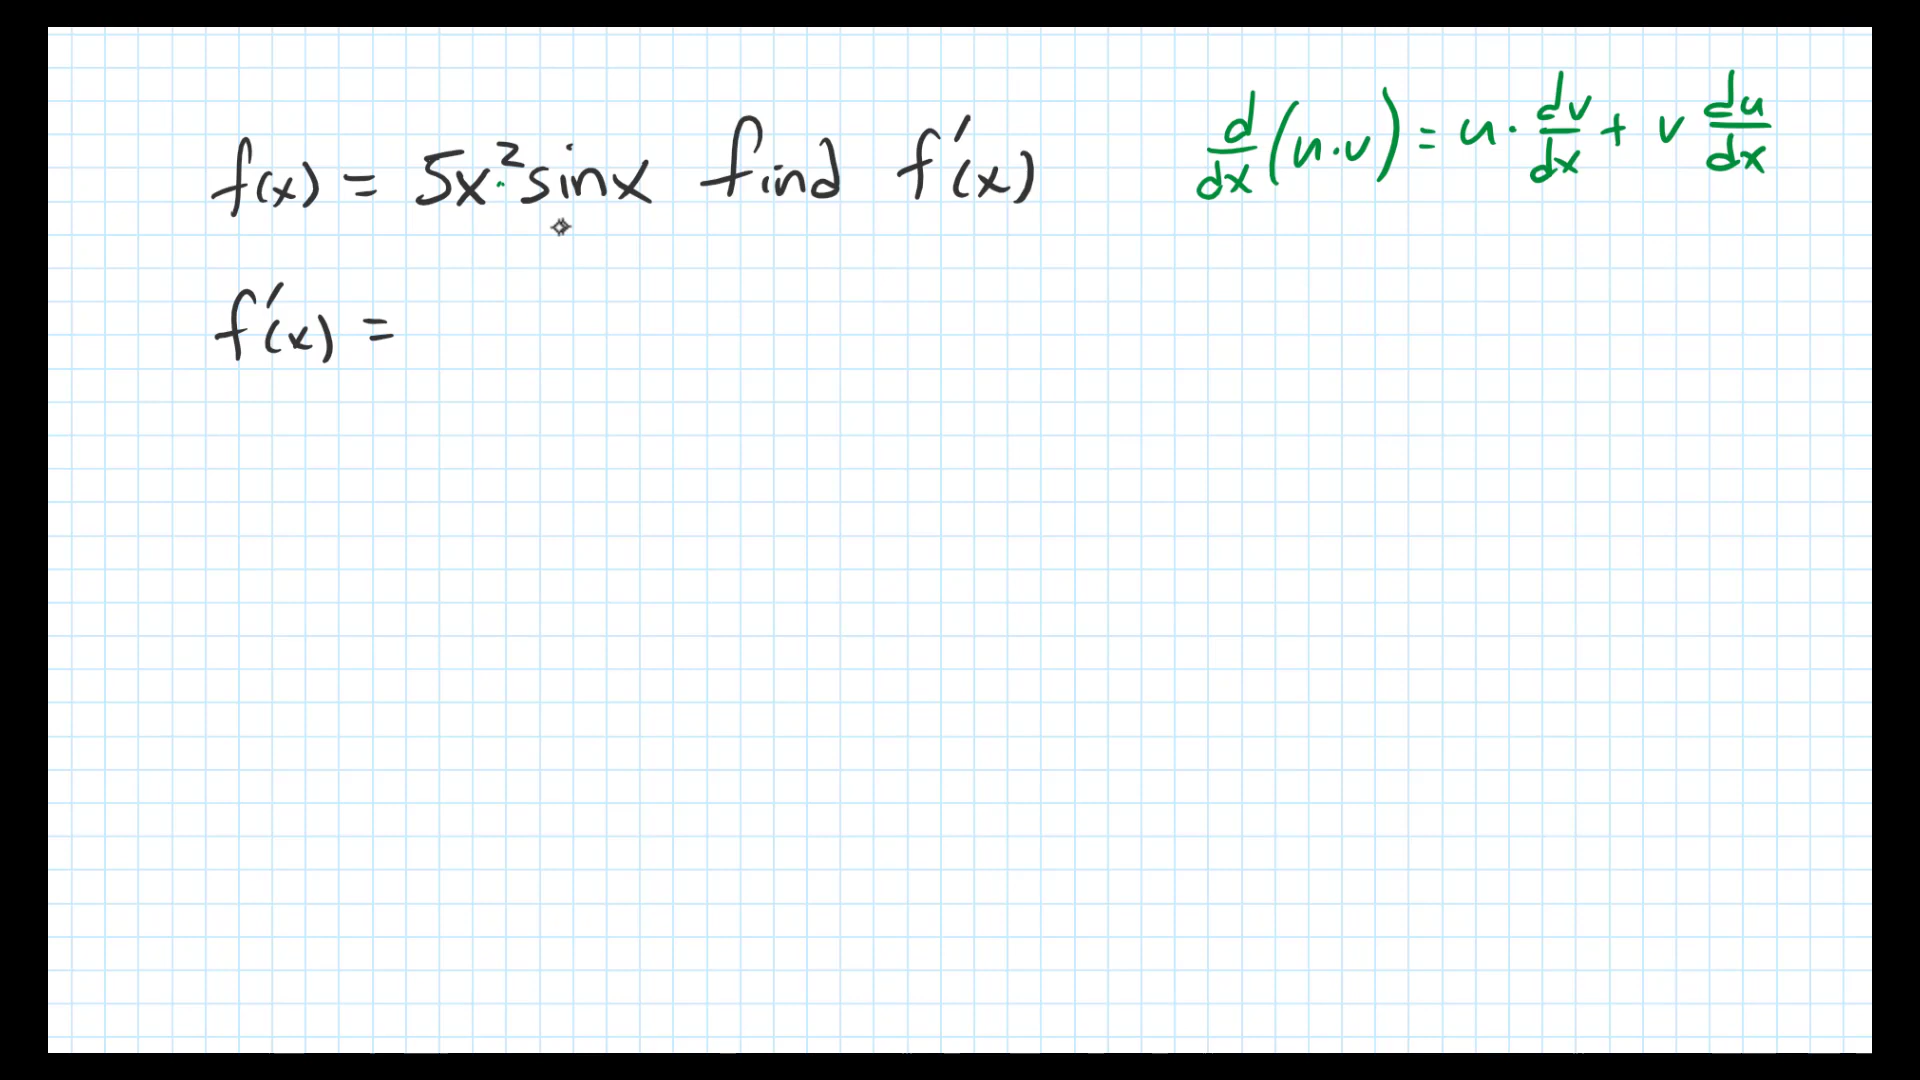 f(x) = 5x²·sinx find f'(x)
d/dx (u·v) = u · dv/dx + v du/dx
f'(x) =